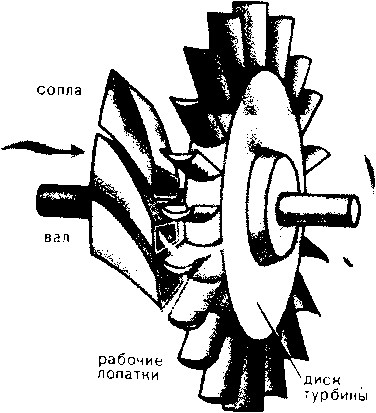 сопла
вал
рабочие
лопатки
диск
турбины